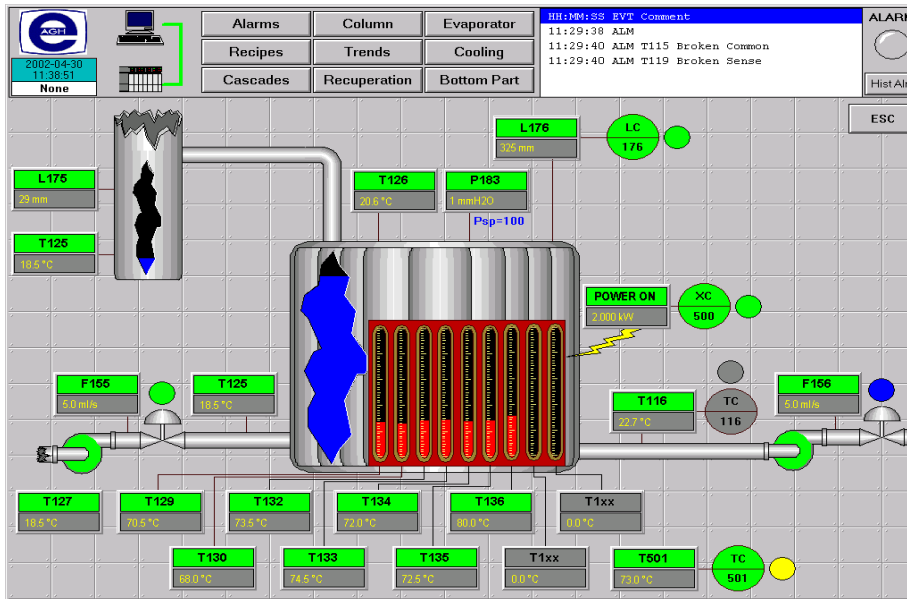 AGH
e
2002-04-30
11:38:51
None
Alarms Column Evaporator
Recipes Trends Cooling
Cascades Recuperation Bottom Part
HH:MM:SS EVT Comment
11:29:38 ALM
11:29:40 ALM T115 Broken Common
11:29:40 ALM T119 Broken Sense
ALARM
Hist Alr
ESC
L176
325 mm
LC
176
L175
29 mm
T126
20.6 °C
P183
1 mmH2O
Psp=100
T125
18.5 °C
POWER ON
2.000 kW
XC
500
F155
5.0 ml/s
T125
18.5 °C
T116
22.7 °C
TC
116
F156
5.0 ml/s
T127
18.5 °C
T129
70.5 °C
T132
73.5 °C
T134
72.0 °C
T136
80.0 °C
T1xx
0.0 °C
T130
68.0 °C
T133
74.5 °C
T135
72.5 °C
T1xx
0.0 °C
T501
73.0 °C
TC
501